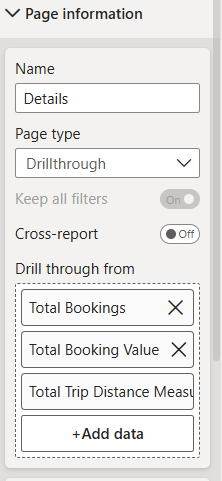 Page information
Name
Details
Page type
Drillthrough
Keep all filters
On
Cross-report
Off
Drill through from
Total Bookings
Total Booking Value
Total Trip Distance Measu
+Add data